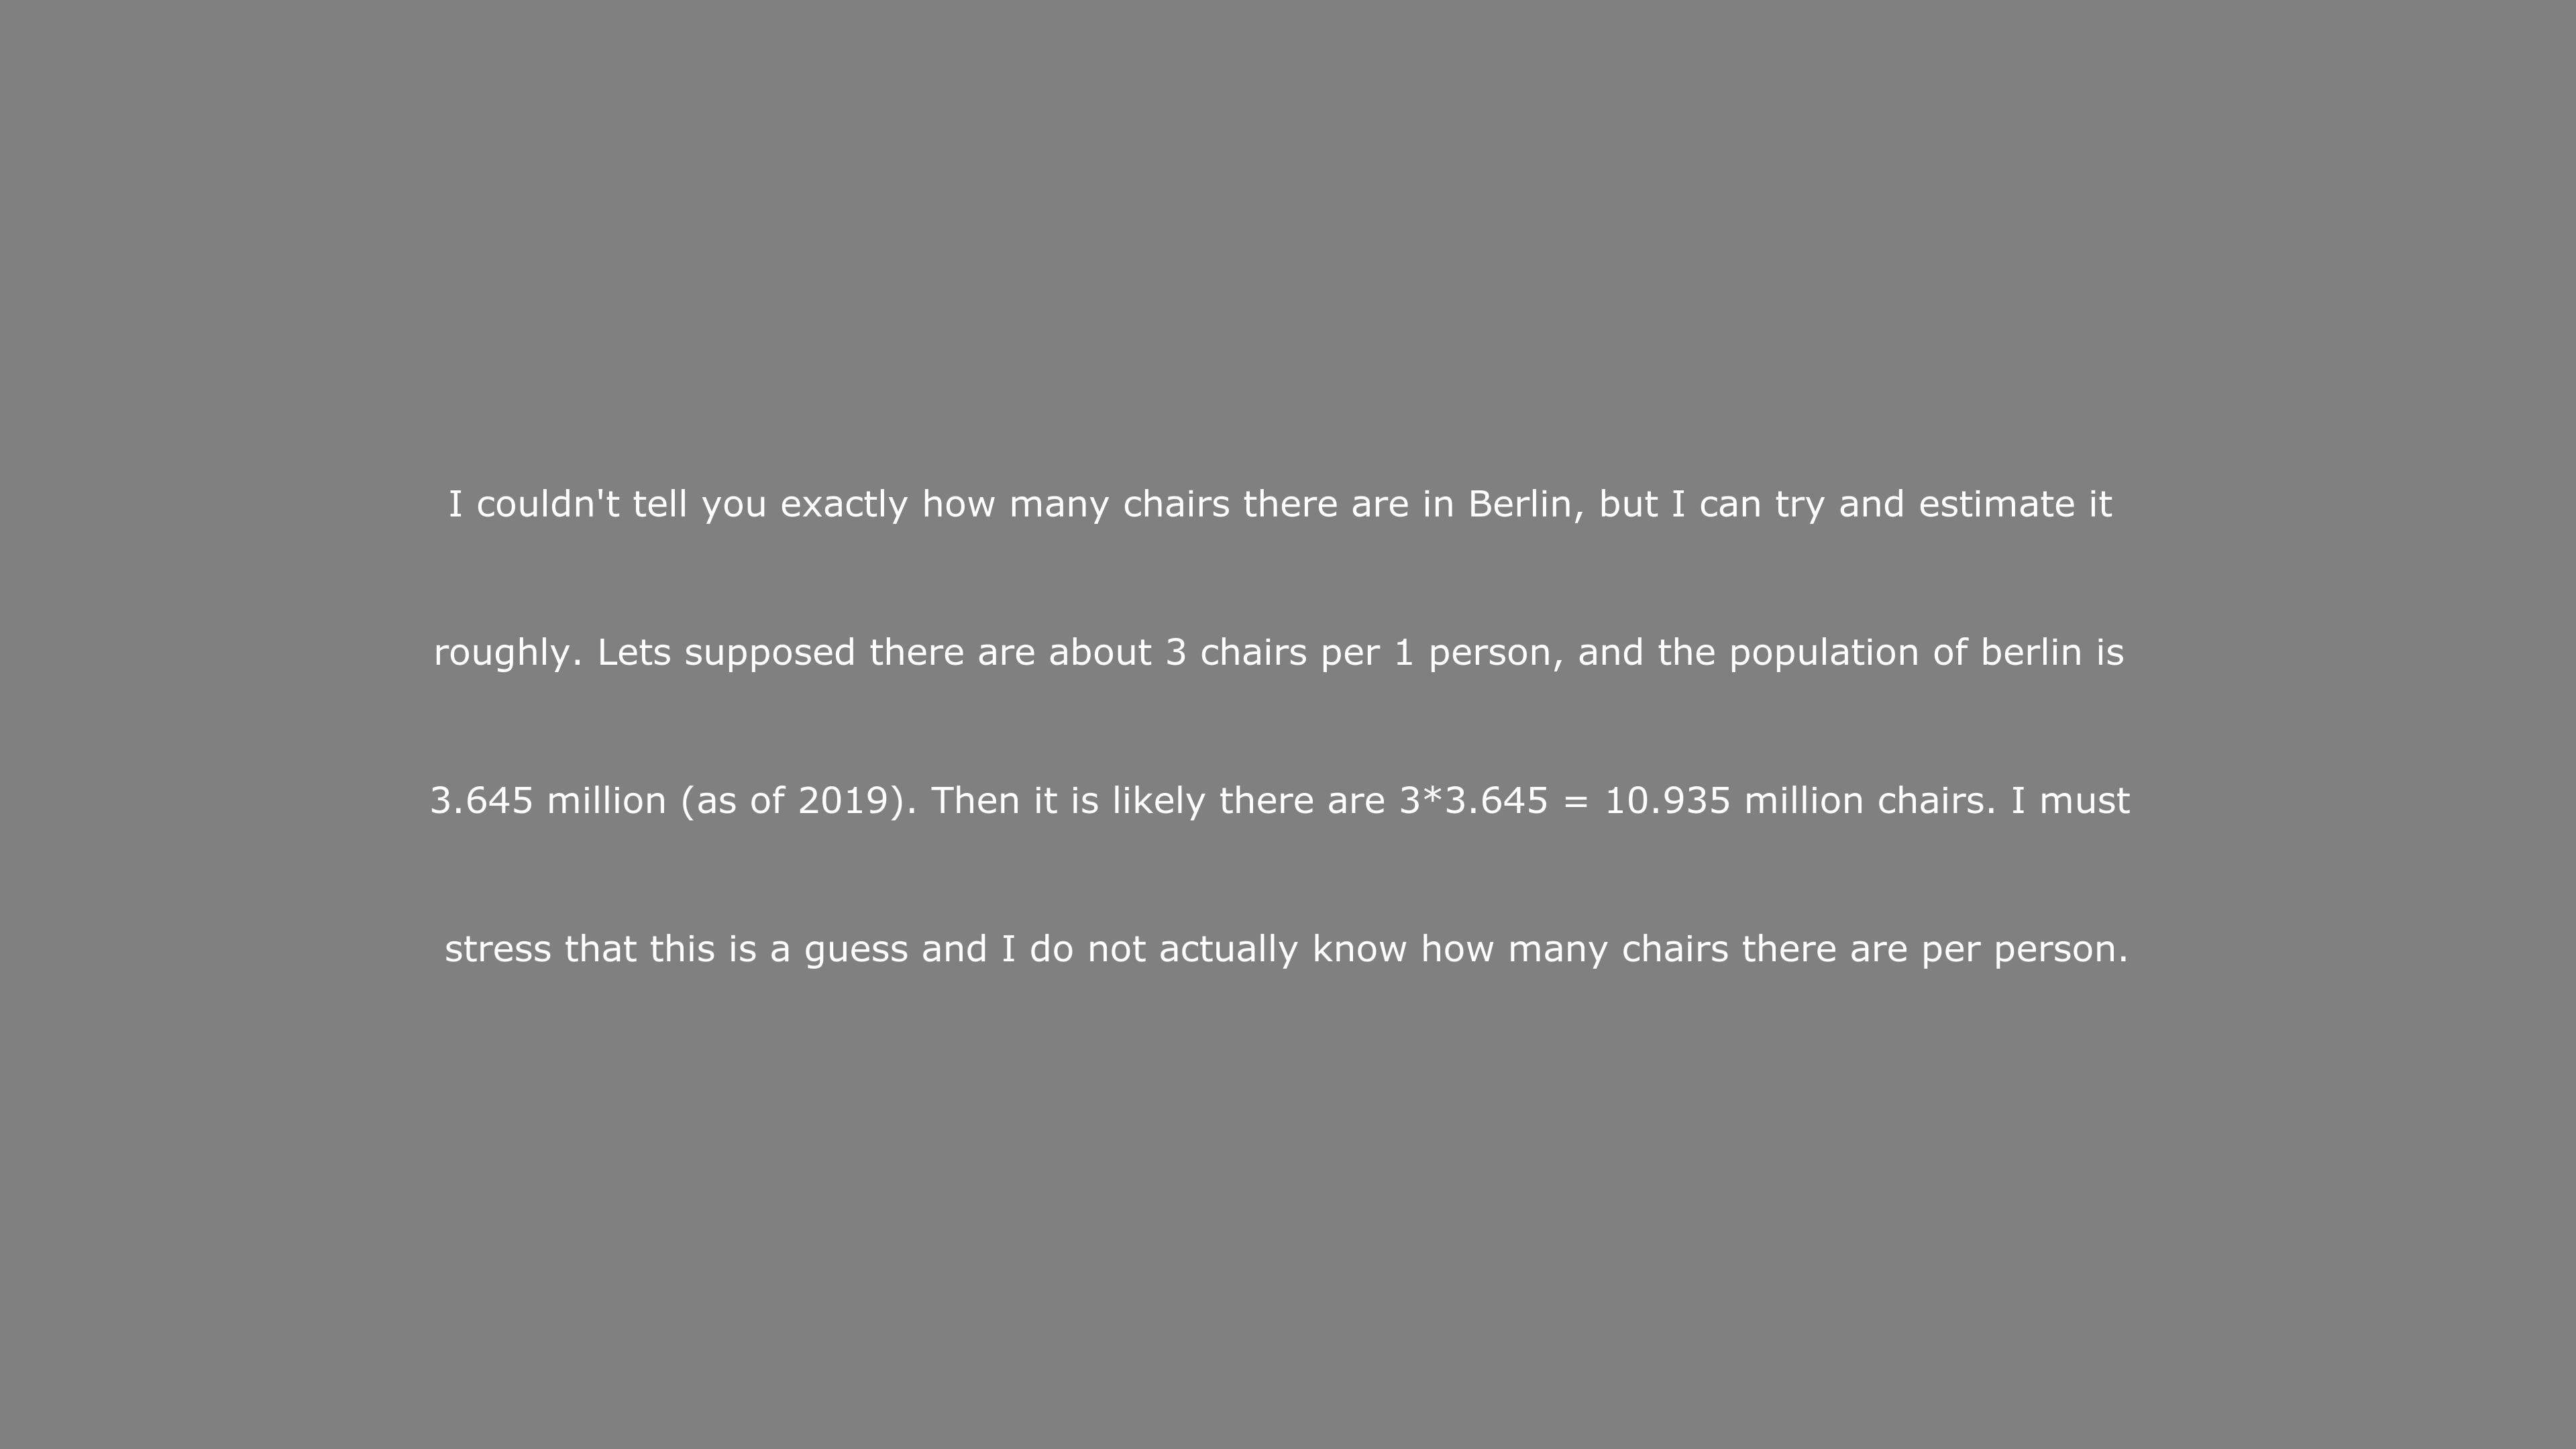 I couldn't tell you exactly how many chairs there are in Berlin, but I can try and estimate it
roughly. Lets supposed there are about 3 chairs per 1 person, and the population of berlin is
3.645 million (as of 2019). Then it is likely there are 3*3.645 = 10.935 million chairs. I must
stress that this is a guess and I do not actually know how many chairs there are per person.